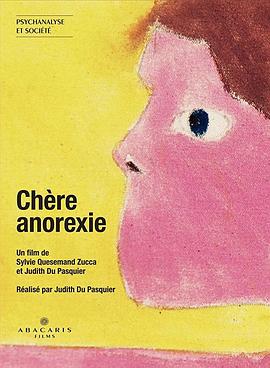 PSYCHANALYSE
ET SOCIÉTÉ
Chère
anorexie
Un film de
Sylvie Quesemand Zucca
et Judith Du Pasquier
Réalisé par Judith Du Pasquier
ABACARIS
FILMS